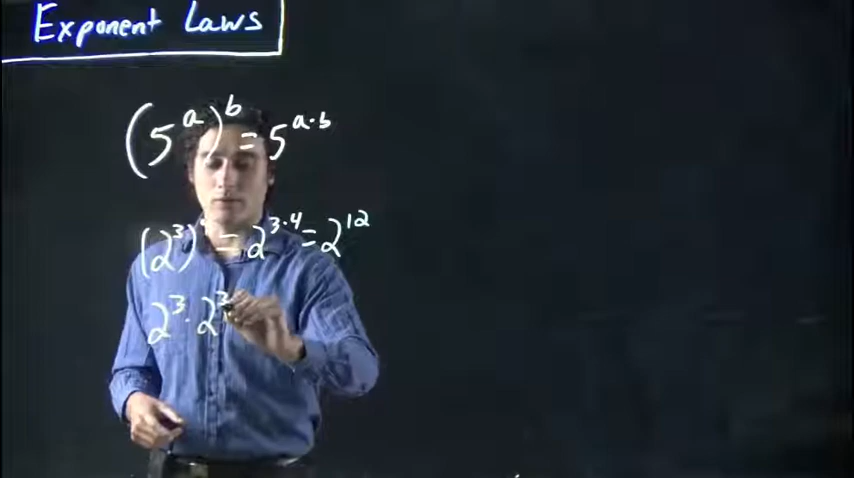 Exponent Laws
(5^a)^b = 5^(a·b)
(2^3)^4 = 2^(3·4) = 2^12
2^3 · 2^3